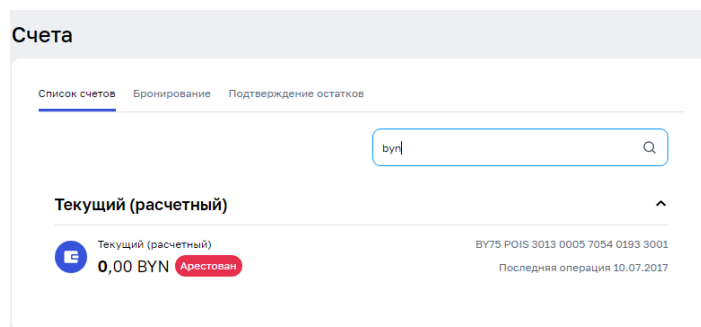 Счета
Список счетов Бронирование Подтверждение остатков
byn
Текущий (расчетный)
Текущий (расчетный) BY75 POIS 3013 0005 7054 0193 3001
0,00 BYN Арестован Последняя операция 10.07.2017